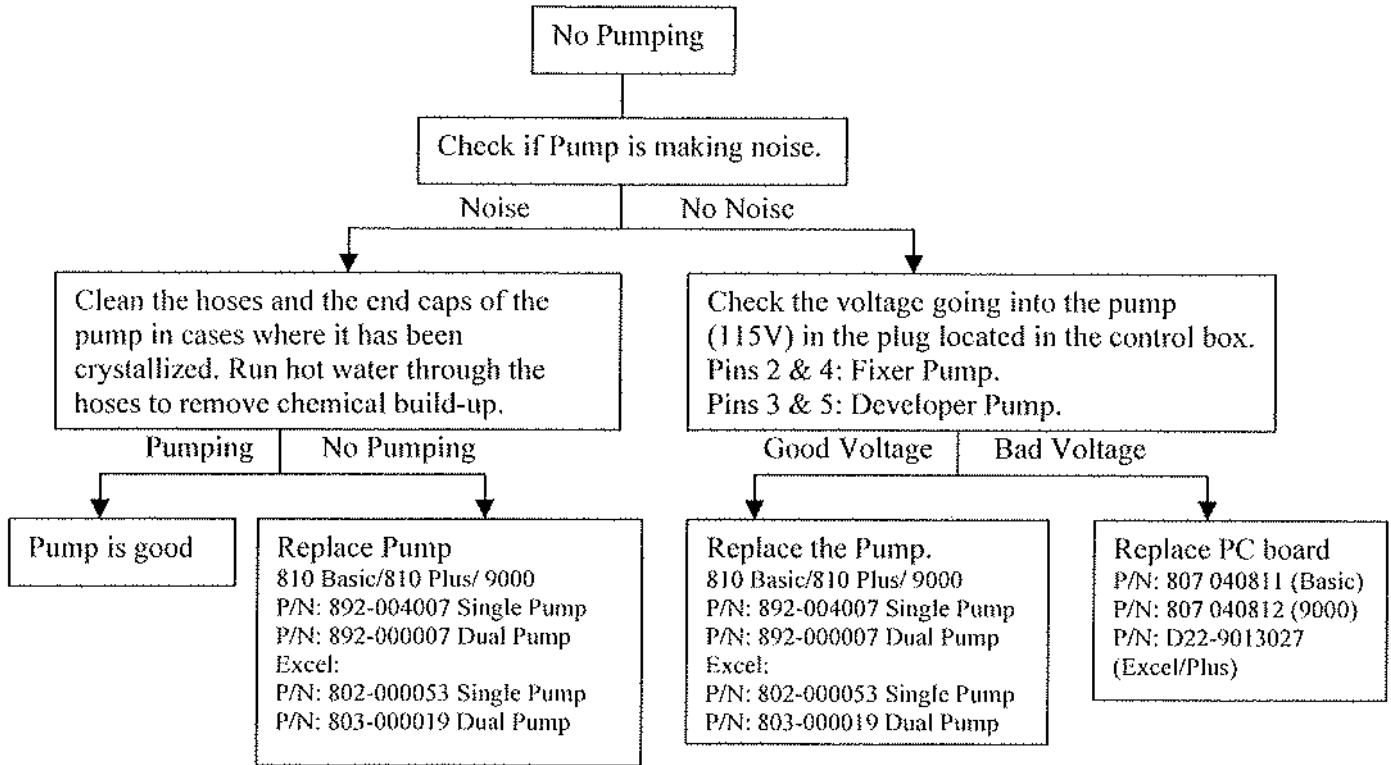 No Pumping
Check if Pump is making noise.
Noise
No Noise
Clean the hoses and the end caps of the
pump in cases where it has been
crystallized. Run hot water through the
hoses to remove chemical build-up.
Check the voltage going into the pump
(115V) in the plug located in the control box.
Pins 2 & 4: Fixer Pump.
Pins 3 & 5: Developer Pump.
Pumping
No Pumping
Good Voltage
Bad Voltage
Pump is good
Replace Pump
810 Basic/810 Plus/ 9000
P/N: 892-004007 Single Pump
P/N: 892-000007 Dual Pump
Excel:
P/N: 802-000053 Single Pump
P/N: 803-000019 Dual Pump
Replace the Pump.
810 Basic/810 Plus/ 9000
P/N: 892-004007 Single Pump
P/N: 892-000007 Dual Pump
Excel:
P/N: 802-000053 Single Pump
P/N: 803-000019 Dual Pump
Replace PC board
P/N: 807 040811 (Basic)
P/N: 807 040812 (9000)
P/N: D22-9013027
(Excel/Plus)